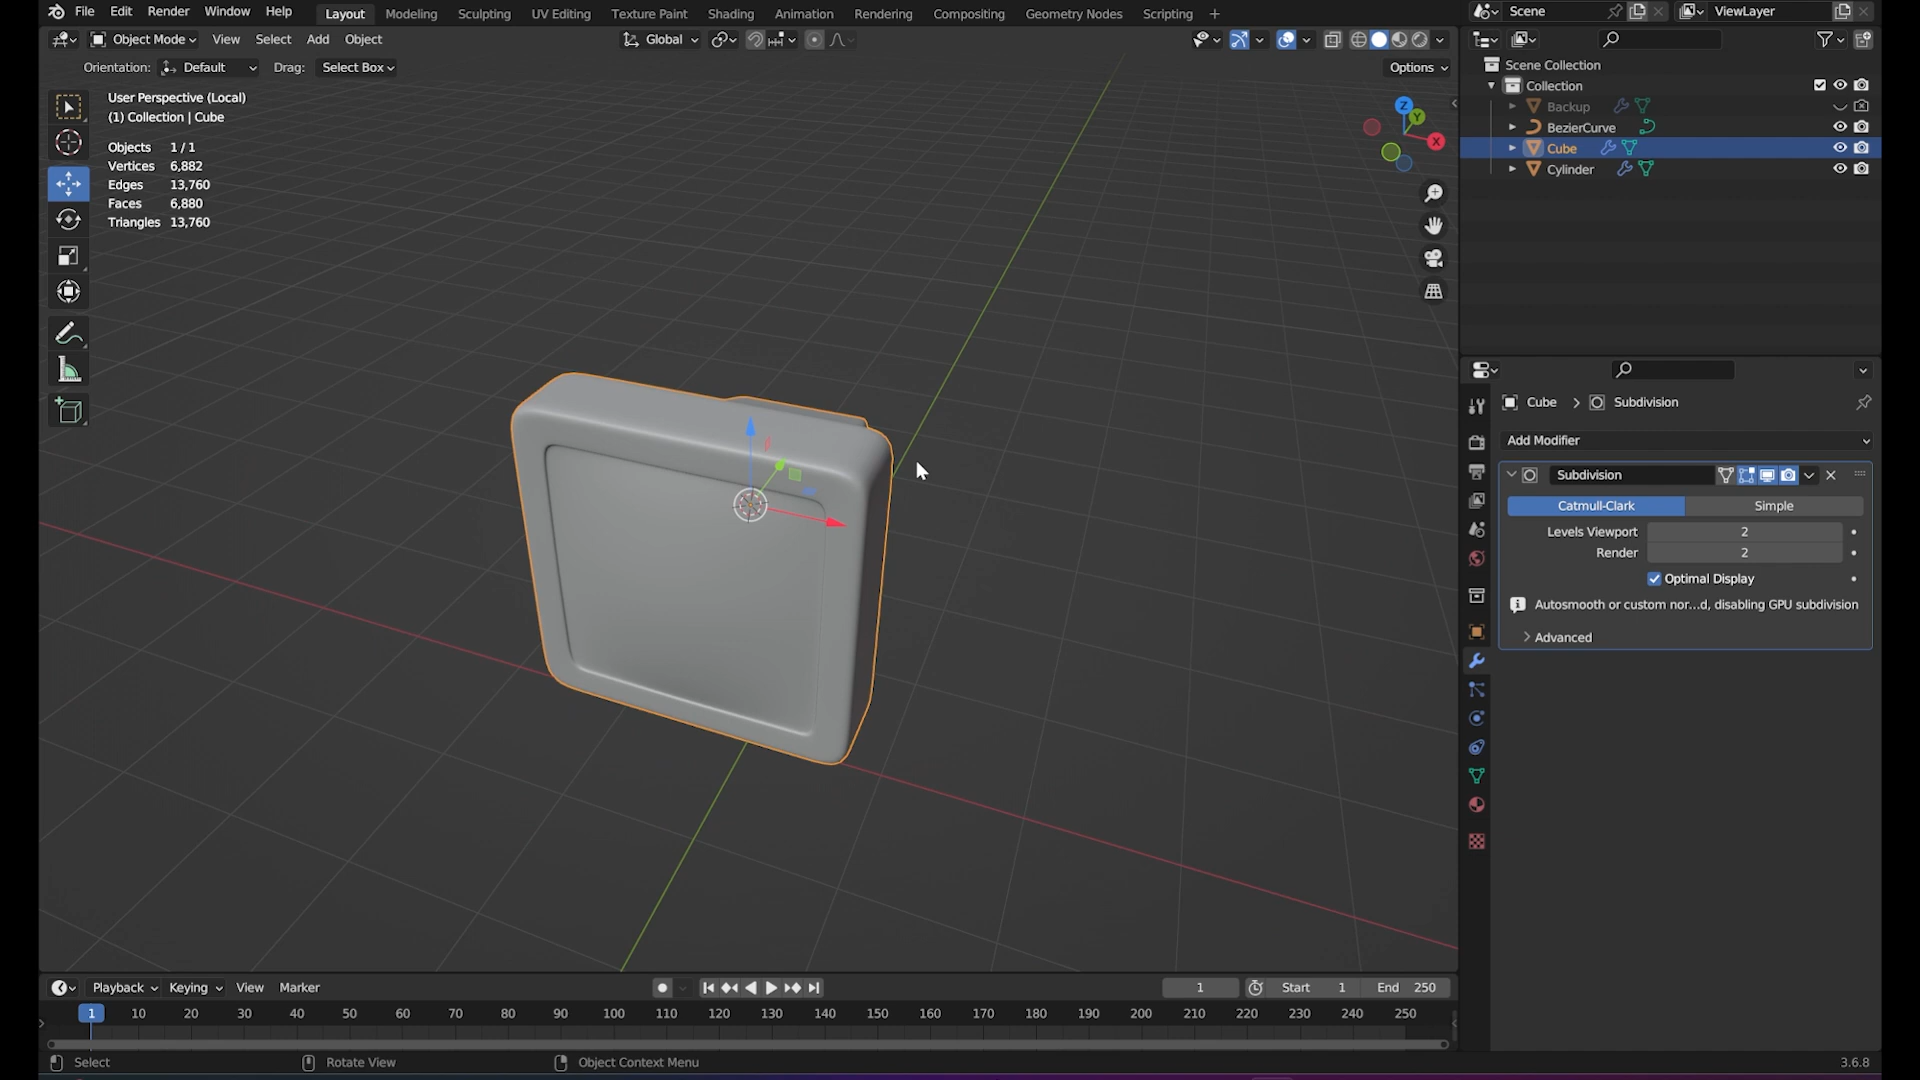 File Edit Render Window Help Layout Modeling Sculpting UV Editing Texture Paint Shading Animation Rendering Compositing Geometry Nodes Scripting + Scene ViewLayer
Object Mode View Select Add Object Global
Orientation: Default Drag: Select Box Options
User Perspective (Local)
(1) Collection | Cube
Objects 1 / 1
Vertices 6,882
Edges 13,760
Faces 6,880
Triangles 13,760
Z
Y
X
Scene Collection
Collection
Backup
BezierCurve
Cube
Cylinder
Cube > Subdivision
Add Modifier
Subdivision
Catmull-Clark Simple
Levels Viewport 2
Render 2
Optimal Display
Autosmooth or custom nor...d, disabling GPU subdivision
Advanced
Playback Keying View Marker 1 Start 1 End 250
1 10 20 30 40 50 60 70 80 90 100 110 120 130 140 150 160 170 180 190 200 210 220 230 240 250
Select Rotate View Object Context Menu 3.6.8